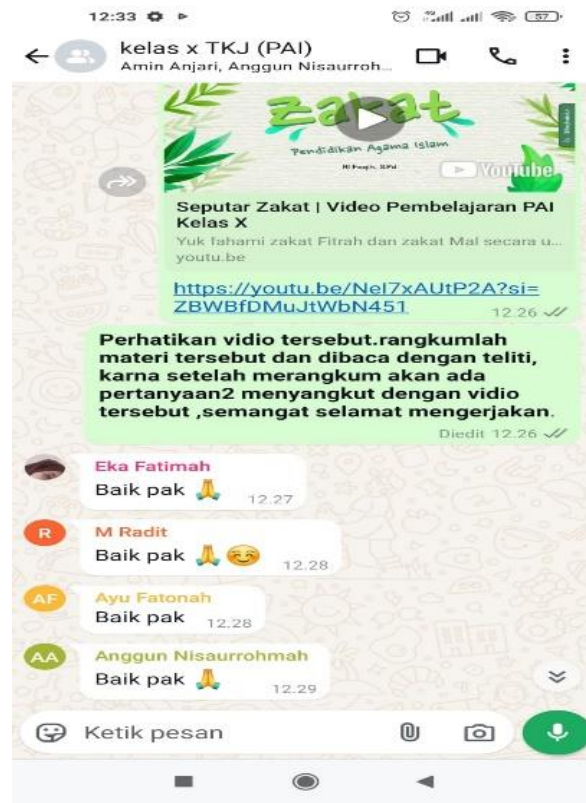 12:33
57
kelas x TKJ (PAI)
Amin Anjari, Anggun Nisaurroh...
Zakat
Pendidikan Agama Islam
YouTube
Seputar Zakat | Video Pembelajaran PAI
Kelas X
Yuk fahami zakat Fitrah dan zakat Mal secara u...
youtu.be
https://youtu.be/Nel7xAUtP2A?si=
ZBWBfDMuJtWbN451
12.26
Perhatikan vidio tersebut.rangkumlah
materi tersebut dan dibaca dengan teliti,
karna setelah merangkum akan ada
pertanyaan2 menyangkut dengan vidio
tersebut ,semangat selamat mengerjakan.
Diedit 12.26
Eka Fatimah
Baik pak 🙏
12.27
R
M Radit
Baik pak 🙏☺️
12.28
AF
Ayu Fatonah
Baik pak
12.28
AA
Anggun Nisaurrohmah
Baik pak 🙏
12.29
Ketik pesan